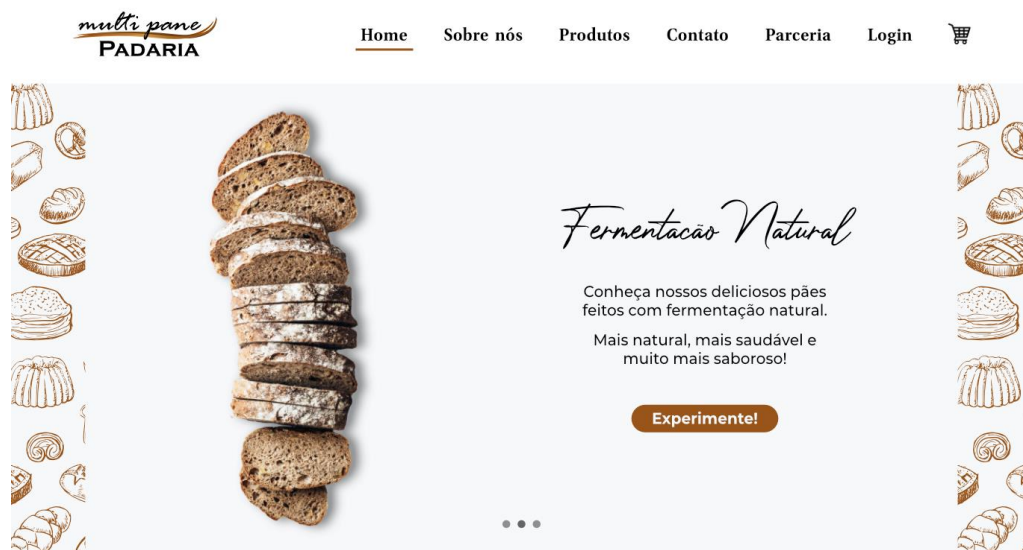 multi pane
PADARIA
Home
Sobre nós
Produtos
Contato
Parceria
Login
Fermentacão Natural
Conheça nossos deliciosos pães
feitos com fermentação natural.
Mais natural, mais saudável e
muito mais saboroso!
Experimente!